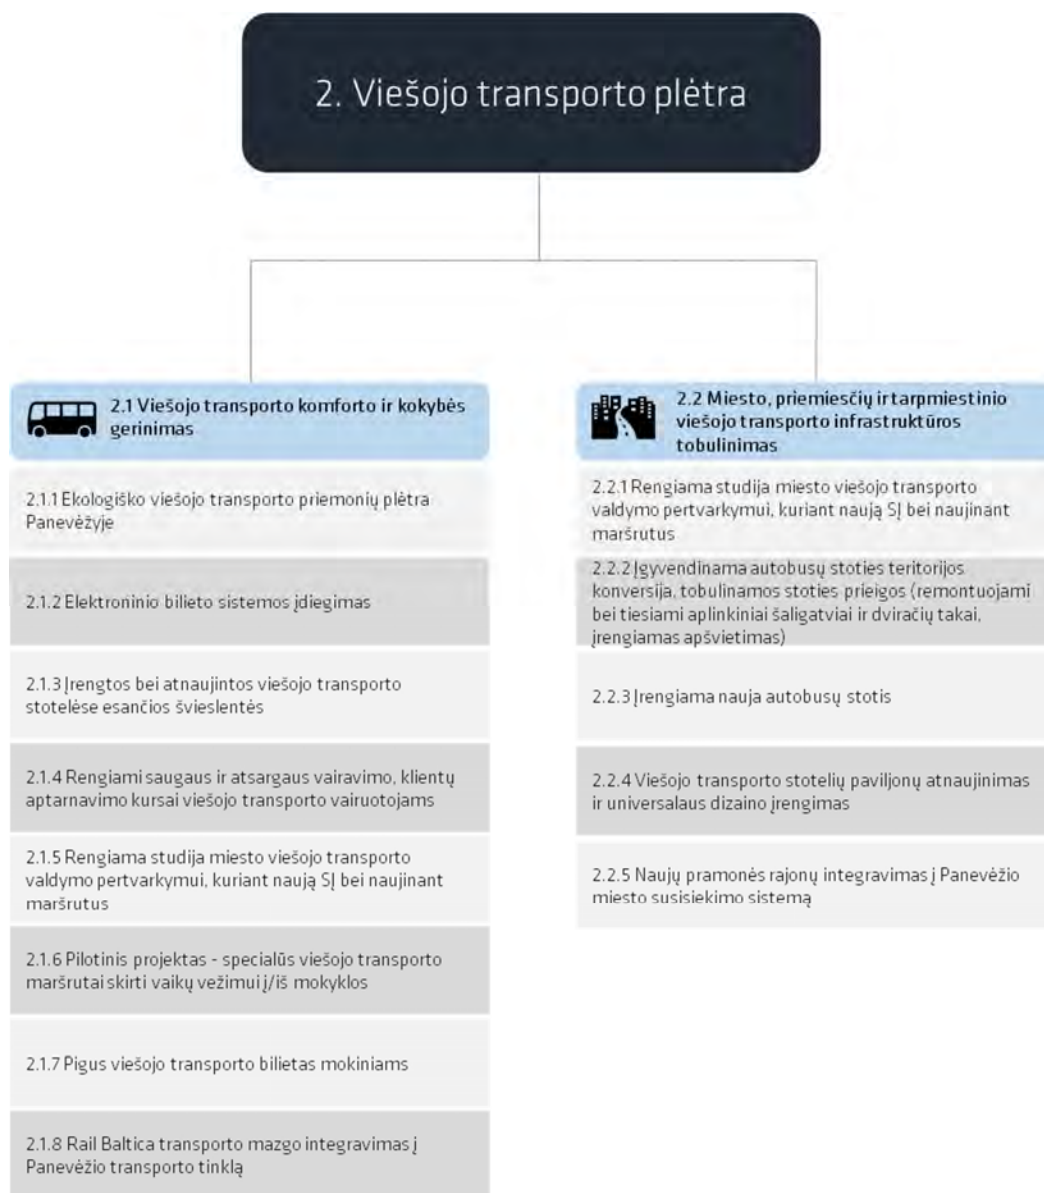 2. Viešojo transporto plėtra
2.1 Viešojo transporto komforto ir kokybės
gerinimas
2.1.1 Ekologiško viešojo transporto priemonių plėtra
Panevėžyje
2.1.2 Elektroninio bilieto sistemos įdiegimas
2.1.3 Įrengtos bei atnaujintos viešojo transporto
stotelėse esančios švieslentės
2.1.4 Rengiami saugaus ir atsargaus vairavimo, klientų
aptarnavimo kursai viešojo transporto vairuotojams
2.1.5 Rengiama studija miesto viešojo transporto
valdymo pertvarkymui, kuriant naują SĮ bei naujinant
maršrutus
2.1.6 Pilotinis projektas - specialūs viešojo transporto
maršrutai skirti vaikų vežimui į/iš mokyklos
2.1.7 Pigus viešojo transporto bilietas mokiniams
2.1.8 Rail Baltica transporto mazgo integravimas į
Panevėžio transporto tinklą
2.2 Miesto, priemiesčių ir tarpmiestinio
viešojo transporto infrastruktūros
tobulinimas
2.2.1 Rengiama studija miesto viešojo transporto
valdymo pertvarkymui, kuriant naują SĮ bei naujinant
maršrutus
2.2.2 Įgyvendinama autobusų stoties teritorijos
konversija, tobulinamos stoties prieigos (remontuojami
bei tiesiami aplinkiniai šaligatviai ir dviračių takai,
įrengiamas apšvietimas)
2.2.3 Įrengiama nauja autobusų stotis
2.2.4 Viešojo transporto stotelių paviljonų atnaujinimas
ir universalaus dizaino įrengimas
2.2.5 Naujų pramonės rajonų integravimas į Panevėžio
miesto susisiekimo sistemą